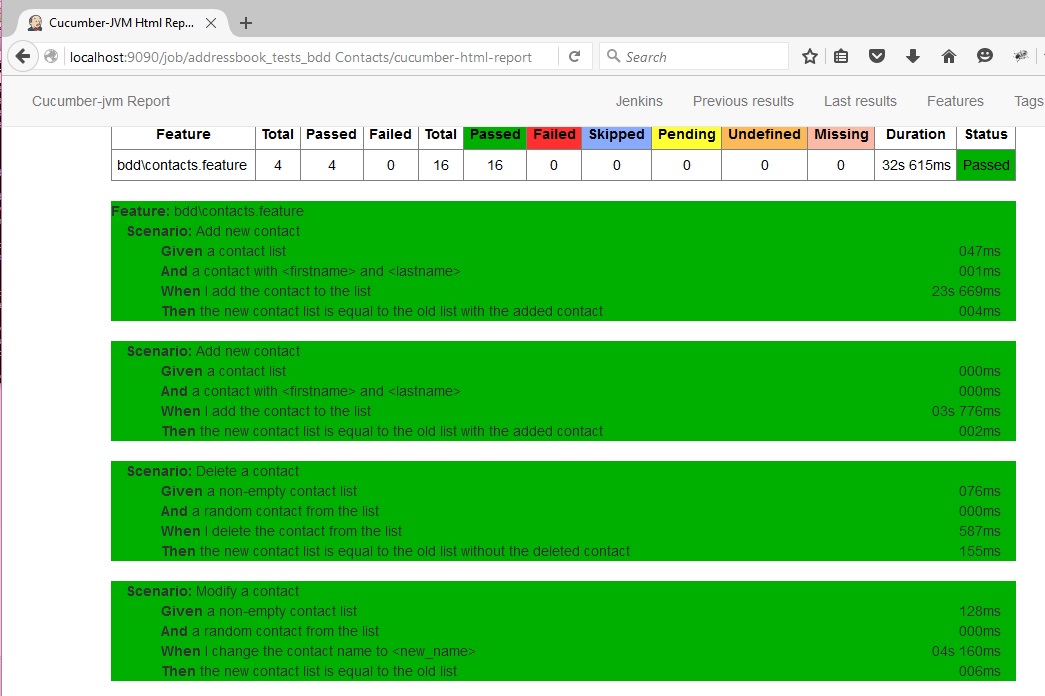 Cucumber-JVM Html Rep...
localhost:9090/job/addressbook_tests_bdd Contacts/cucumber-html-report
Search
Cucumber-jvm Report Jenkins Previous results Last results Features Tags
Feature Total Passed Failed Total Passed Failed Skipped Pending Undefined Missing Duration Status
bdd\contacts.feature 4 4 0 16 16 0 0 0 0 0 32s 615ms Passed
Feature: bdd\contacts.feature
Scenario: Add new contact
Given a contact list 047ms
And a contact with <firstname> and <lastname> 001ms
When I add the contact to the list 23s 669ms
Then the new contact list is equal to the old list with the added contact 004ms
Scenario: Add new contact
Given a contact list 000ms
And a contact with <firstname> and <lastname> 000ms
When I add the contact to the list 03s 776ms
Then the new contact list is equal to the old list with the added contact 002ms
Scenario: Delete a contact
Given a non-empty contact list 076ms
And a random contact from the list 000ms
When I delete the contact from the list 587ms
Then the new contact list is equal to the old list without the deleted contact 155ms
Scenario: Modify a contact
Given a non-empty contact list 128ms
And a random contact from the list 000ms
When I change the contact name to <new_name> 04s 160ms
Then the new contact list is equal to the old list 006ms